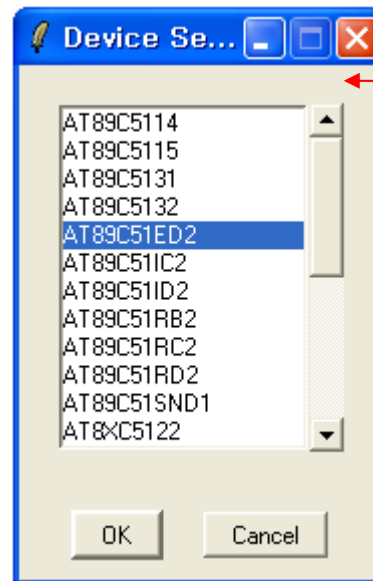 Device Se...
AT89C5114
AT89C5115
AT89C5131
AT89C5132
AT89C51ED2
AT89C51IC2
AT89C51ID2
AT89C51RB2
AT89C51RC2
AT89C51RD2
AT89C51SND1
AT8XC5122
OK
Cancel